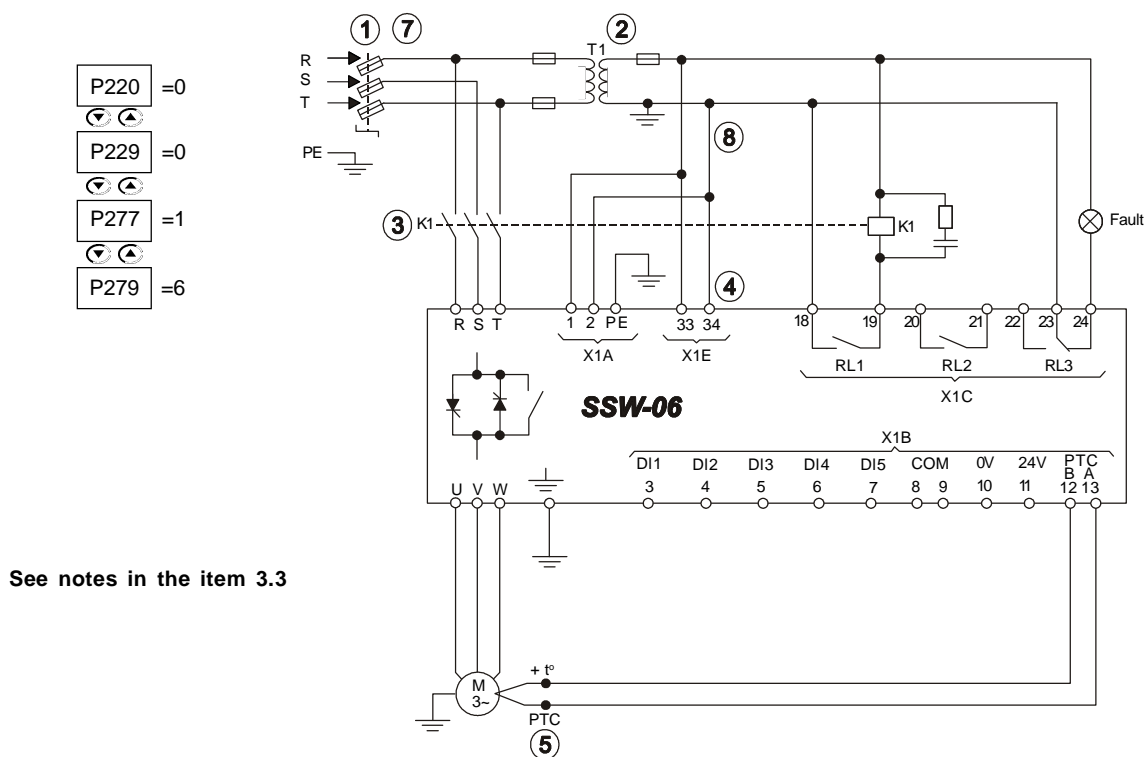 1 7 2
T1
R
S
T
PE
P220 =0
P229 =0
P277 =1
P279 =6
8
3 K1
K1
Fault
4
R S T 1 2 PE 33 34 18 19 20 21 22 23 24
X1A X1E RL1 RL2 RL3
X1C
SSW-06
X1B
DI1 DI2 DI3 DI4 DI5 COM 0V 24V PTC
B A
3 4 5 6 7 8 9 10 11 12 13
U V W
See notes in the item 3.3
+ tº
M
3~
PTC
5